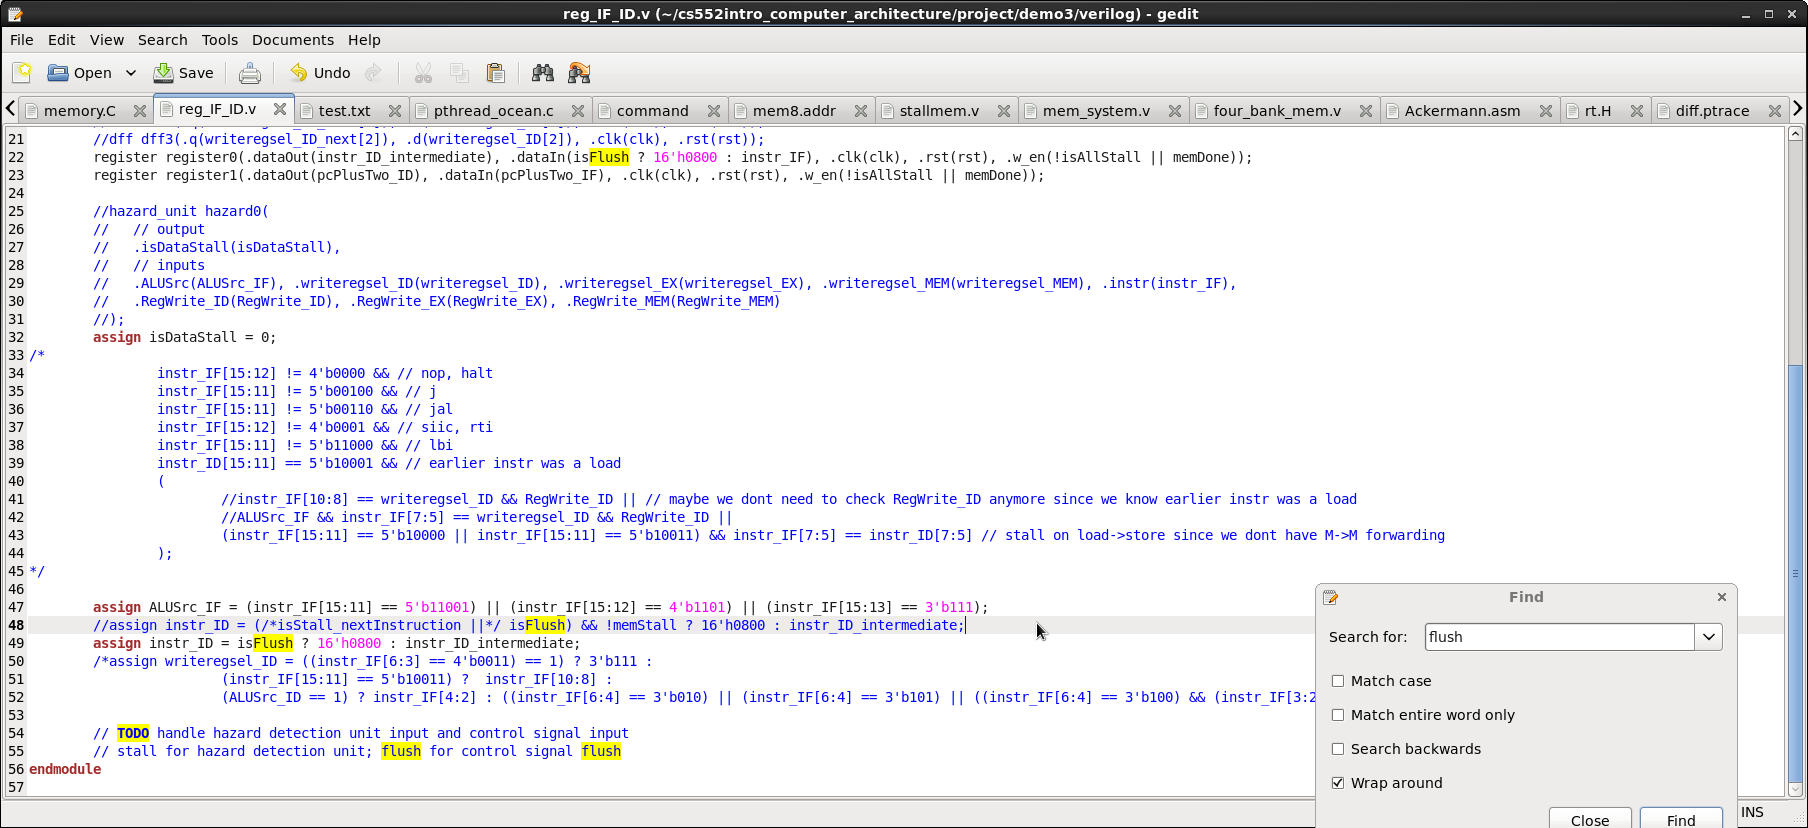 reg_IF_ID.v (~/cs552intro_computer_architecture/project/demo3/verilog) - gedit
File Edit View Search Tools Documents Help
Open Save Undo
memory.C reg_IF_ID.v test.txt pthread_ocean.c command mem8.addr stallmem.v mem_system.v four_bank_mem.v Ackermann.asm rt.H diff.ptrace
21 //dff dff3(.q(writeregsel_ID_next[2]), .d(writeregsel_ID[2]), .clk(clk), .rst(rst));
22 register register0(.dataOut(instr_ID_intermediate), .dataIn(isFlush ? 16'h0800 : instr_IF), .clk(clk), .rst(rst), .w_en(!isAllStall || memDone));
23 register register1(.dataOut(pcPlusTwo_ID), .dataIn(pcPlusTwo_IF), .clk(clk), .rst(rst), .w_en(!isAllStall || memDone));
24
25 //hazard_unit hazard0(
26 // // output
27 // .isDataStall(isDataStall),
28 // // inputs
29 // .ALUSrc(ALUSrc_IF), .writeregsel_ID(writeregsel_ID), .writeregsel_EX(writeregsel_EX), .writeregsel_MEM(writeregsel_MEM), .instr(instr_IF),
30 // .RegWrite_ID(RegWrite_ID), .RegWrite_EX(RegWrite_EX), .RegWrite_MEM(RegWrite_MEM)
31 //);
32 assign isDataStall = 0;
33 /*
34 instr_IF[15:12] != 4'b0000 && // nop, halt
35 instr_IF[15:11] != 5'b00100 && // j
36 instr_IF[15:11] != 5'b00110 && // jal
37 instr_IF[15:12] != 4'b0001 && // siic, rti
38 instr_IF[15:11] != 5'b11000 && // lbi
39 instr_ID[15:11] == 5'b10001 && // earlier instr was a load
40 (
41 //instr_IF[10:8] == writeregsel_ID && RegWrite_ID || // maybe we dont need to check RegWrite_ID anymore since we know earlier instr was a load
42 //ALUSrc_IF && instr_IF[7:5] == writeregsel_ID && RegWrite_ID ||
43 (instr_IF[15:11] == 5'b10000 || instr_IF[15:11] == 5'b10011) && instr_IF[7:5] == instr_ID[7:5] // stall on load->store since we dont have M->M forwarding
44 );
45 */
46
47 assign ALUSrc_IF = (instr_IF[15:11] == 5'b11001) || (instr_IF[15:12] == 4'b1101) || (instr_IF[15:13] == 3'b111);
48 //assign instr_ID = (/*isStall_nextInstruction ||*/ isFlush) && !memStall ? 16'h0800 : instr_ID_intermediate;
49 assign instr_ID = isFlush ? 16'h0800 : instr_ID_intermediate;
50 /*assign writeregsel_ID = ((instr_IF[6:3] == 4'b0011) == 1) ? 3'b111 :
51 (instr_IF[15:11] == 5'b10011) ? instr_IF[10:8] :
52 (ALUSrc_ID == 1) ? instr_IF[4:2] : ((instr_IF[6:4] == 3'b010) || (instr_IF[6:4] == 3'b101) || ((instr_IF[6:4] == 3'b100) && (instr_IF[3:2
53
54 // TODO handle hazard detection unit input and control signal input
55 // stall for hazard detection unit; flush for control signal flush
56 endmodule
57
Find
Search for: flush
Match case
Match entire word only
Search backwards
Wrap around
Close Find
INS